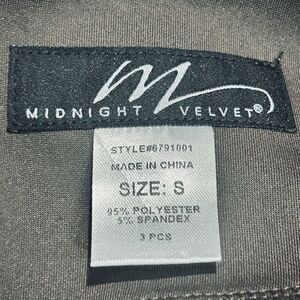 M
MIDNIGHT VELVET®
STYLE#6791001
MADE IN CHINA
SIZE: S
95% POLYESTER
5% SPANDEX
3 PCS